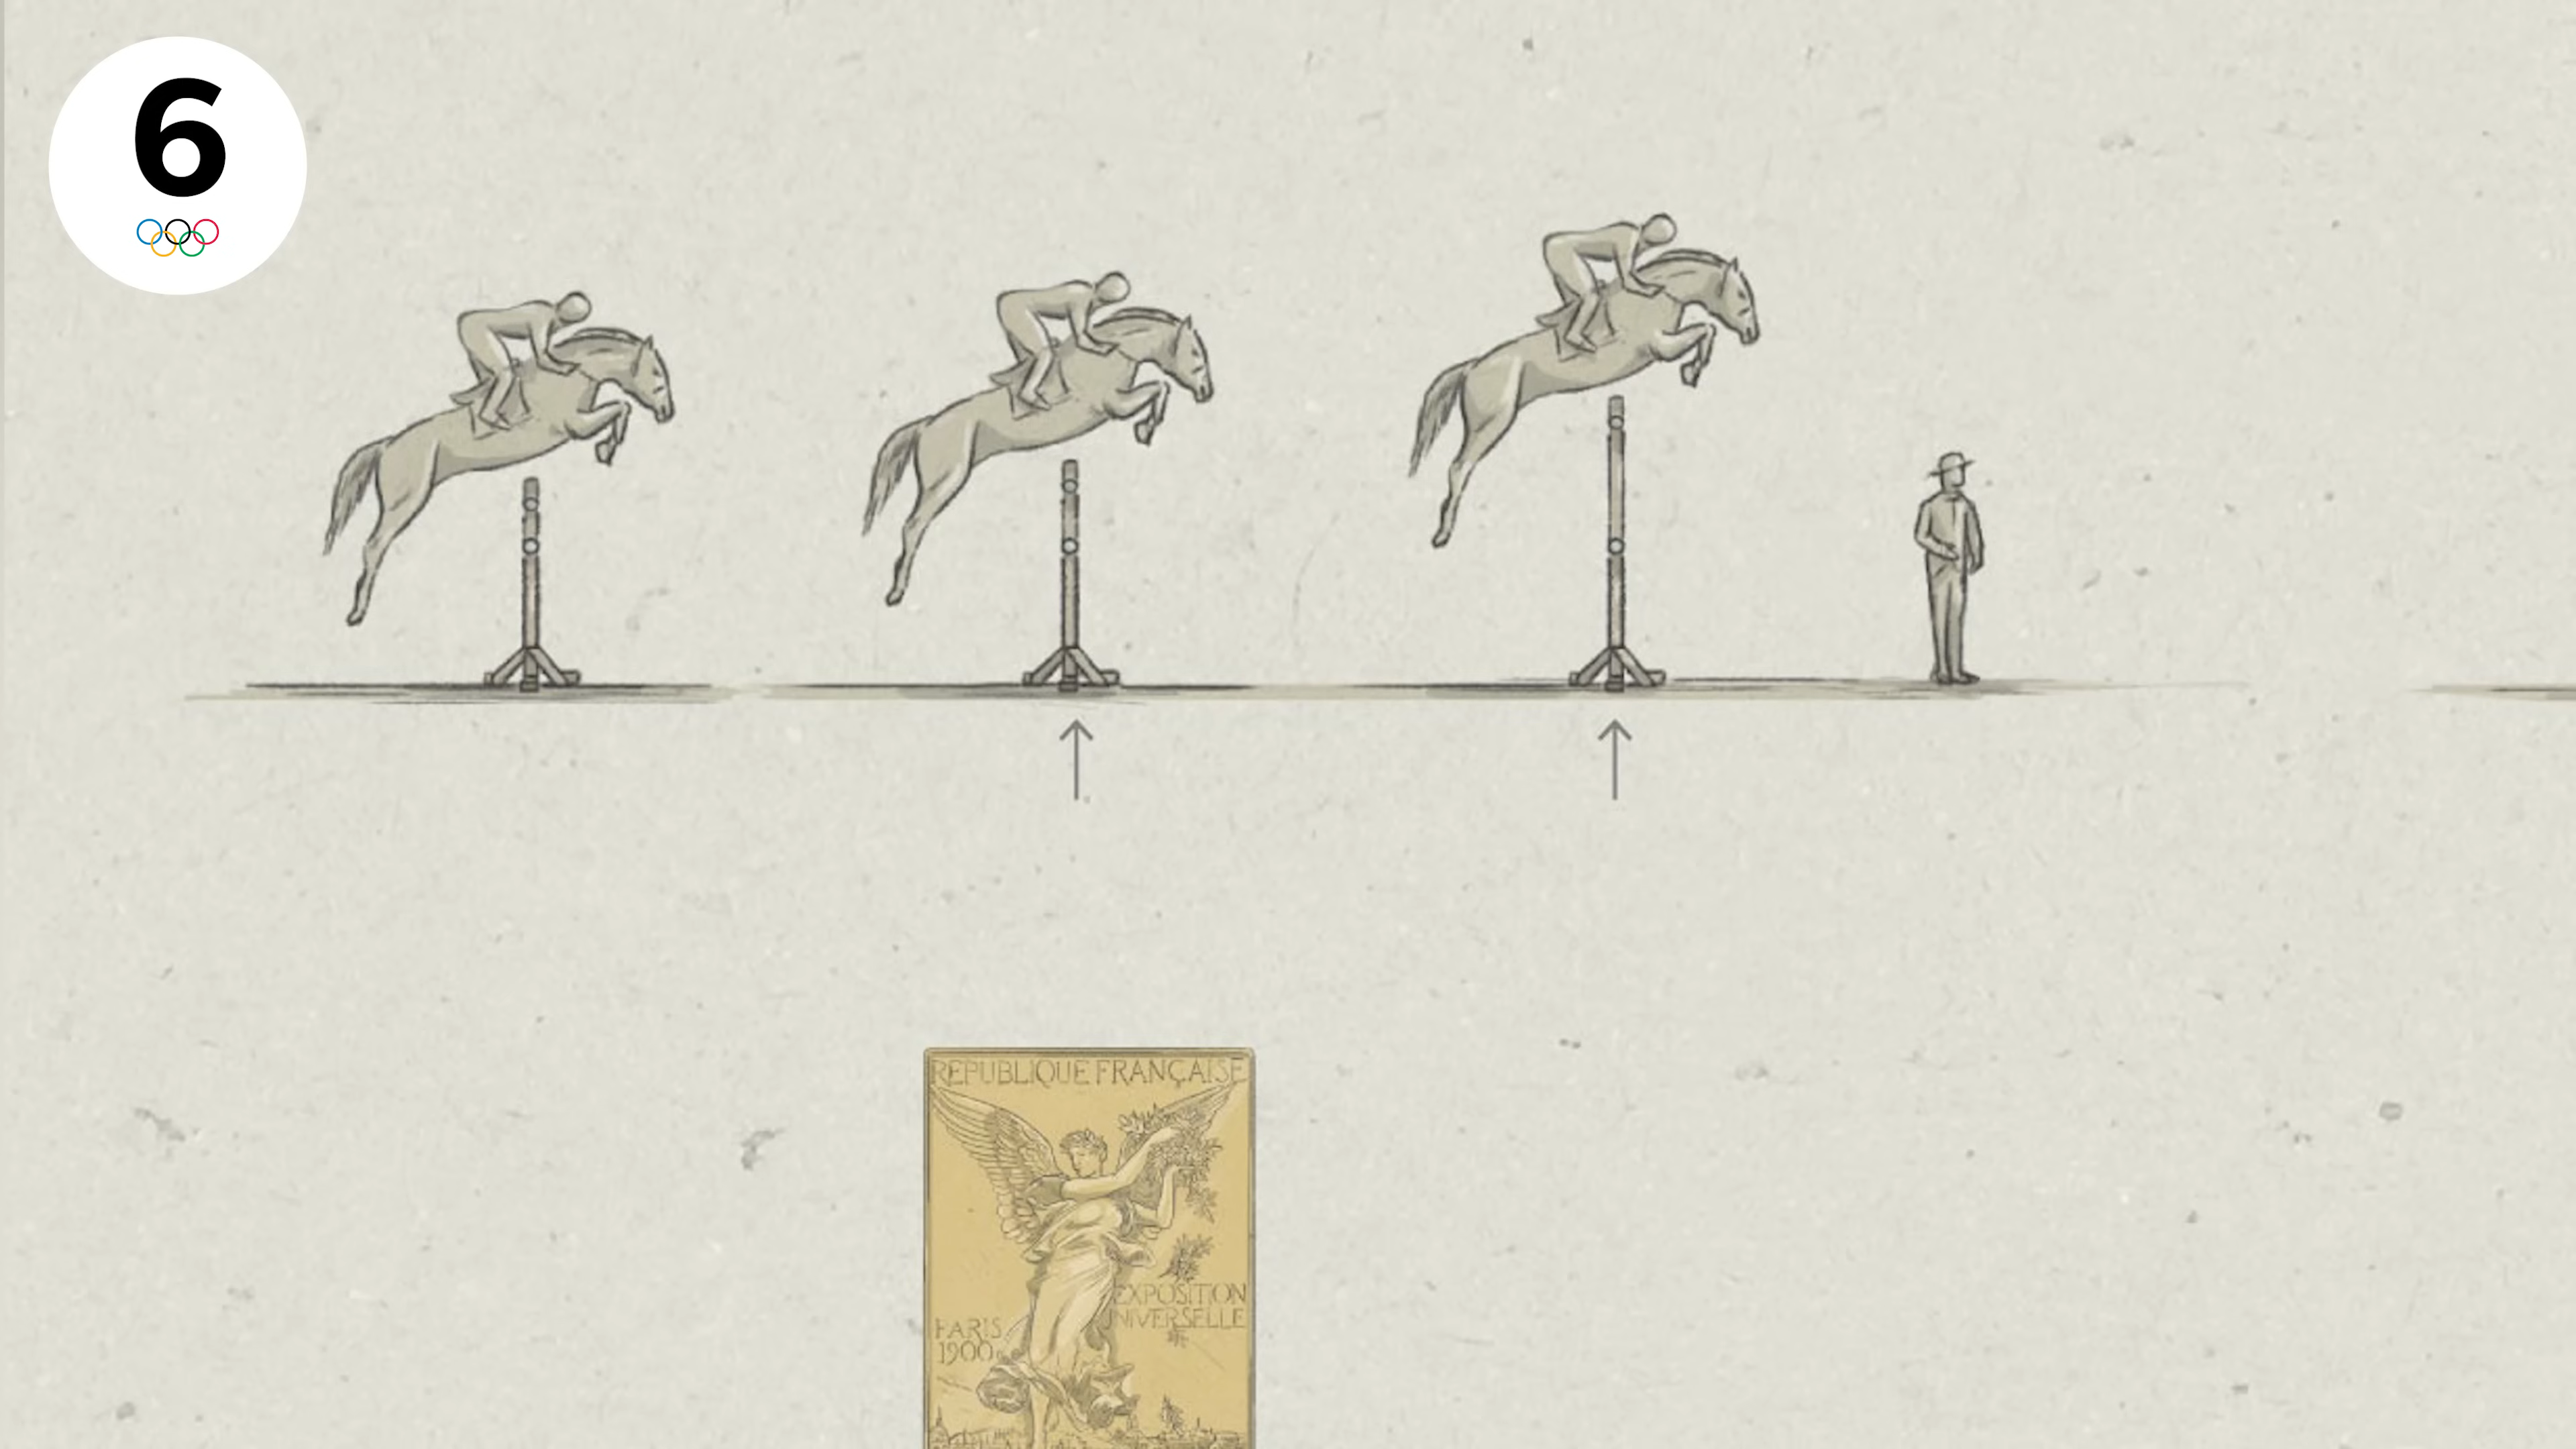 6
REPUBLIQUE FRANÇAISE
EXPOSITION
UNIVERSELLE
PARIS
1900